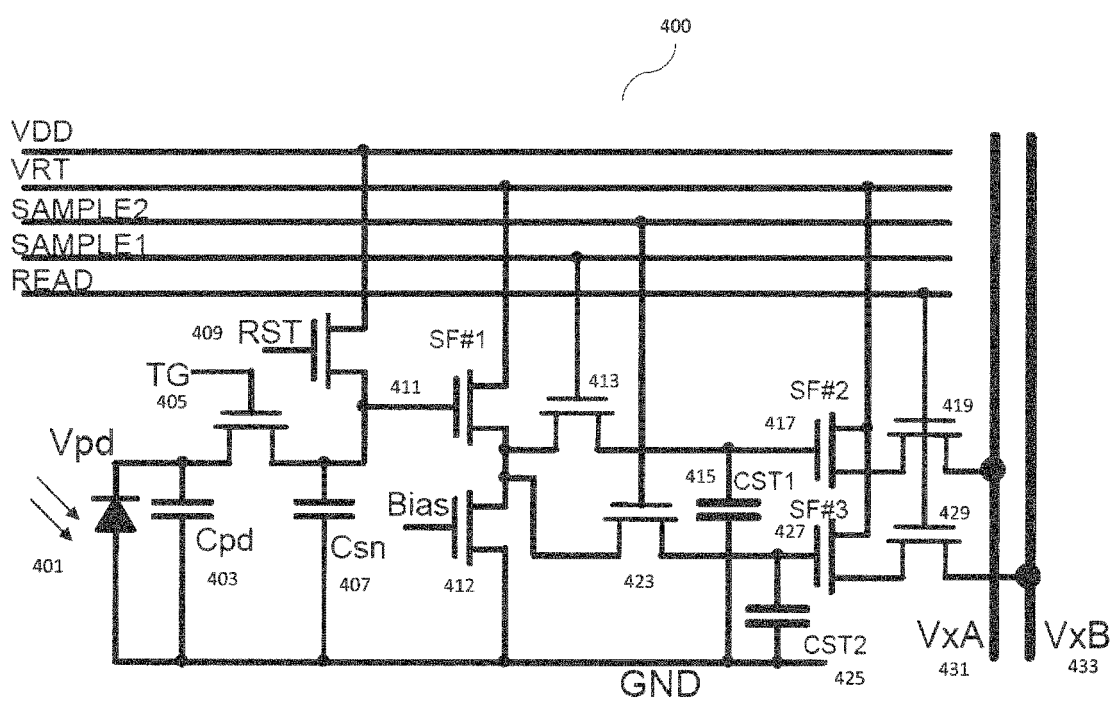 400
VDD
VRT
SAMPLE2
SAMPLE1
READ
409
RST
SF#1
TG
405
411
413
SF#2
417
419
Vpd
Bias
415
CST1
SF#3
427
429
401
Cpd
403
Csn
407
412
423
CST2
425
GND
VxA
431
VxB
433